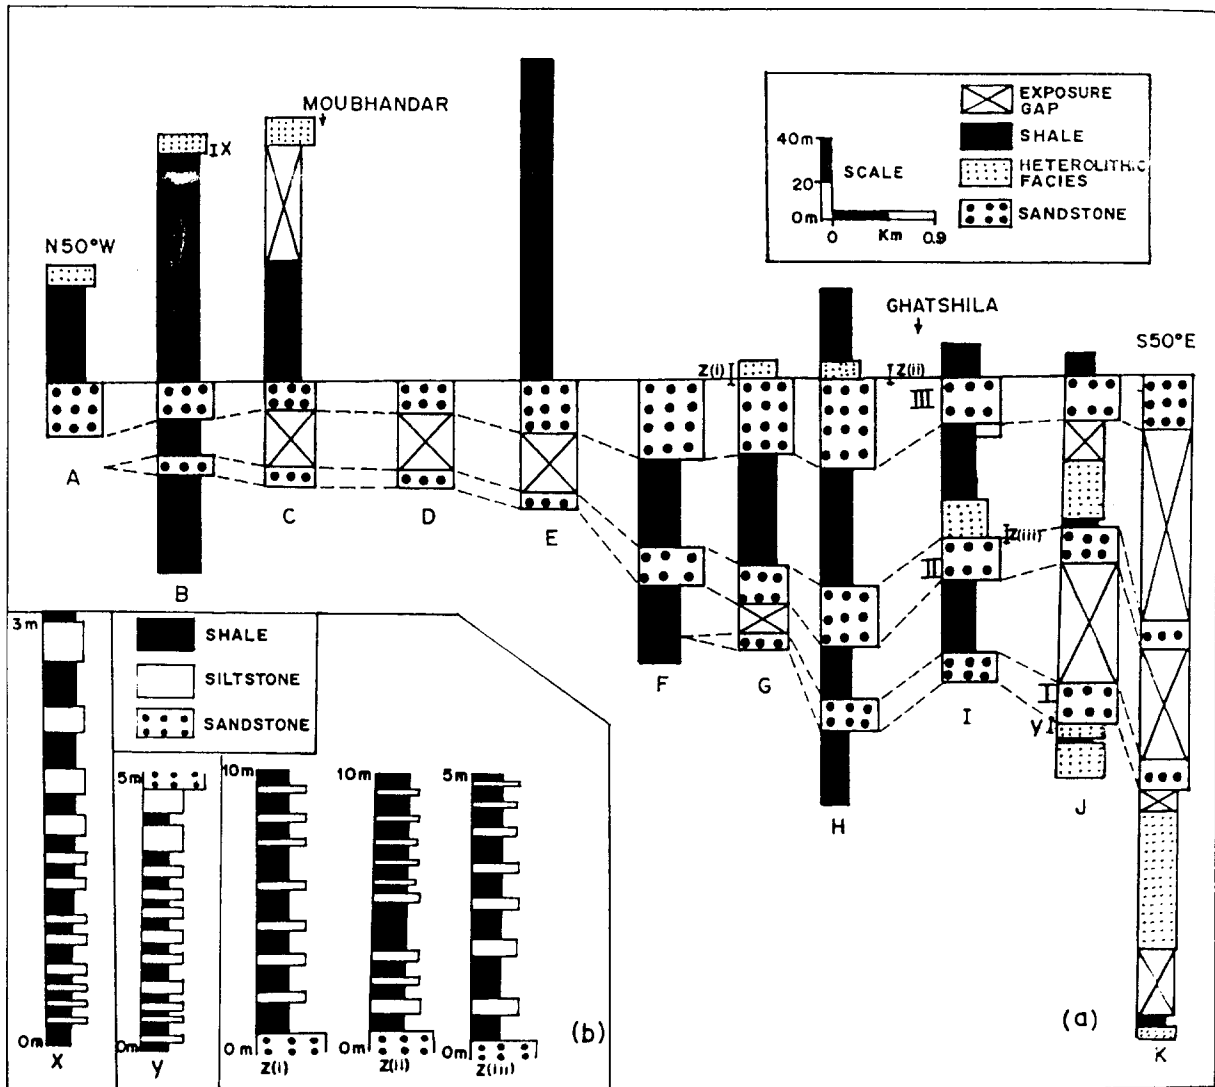 MOUBHANDAR
IX
N50°W
EXPOSURE
GAP
SHALE
HETEROLITHIC
FACIES
SANDSTONE
40m
20
0m
SCALE
0
Km
0.9
GHATSHILA
S50°E
Z(i)
Z(ii)
III
Z(iii)
II
I
Y
A
B
C
D
E
F
G
H
I
J
K
(a)
SHALE
SILTSTONE
SANDSTONE
3m
0m
X
5m
0m
Y
10m
0m
Z(i)
10m
0m
Z(ii)
5m
0m
Z(iii)
(b)